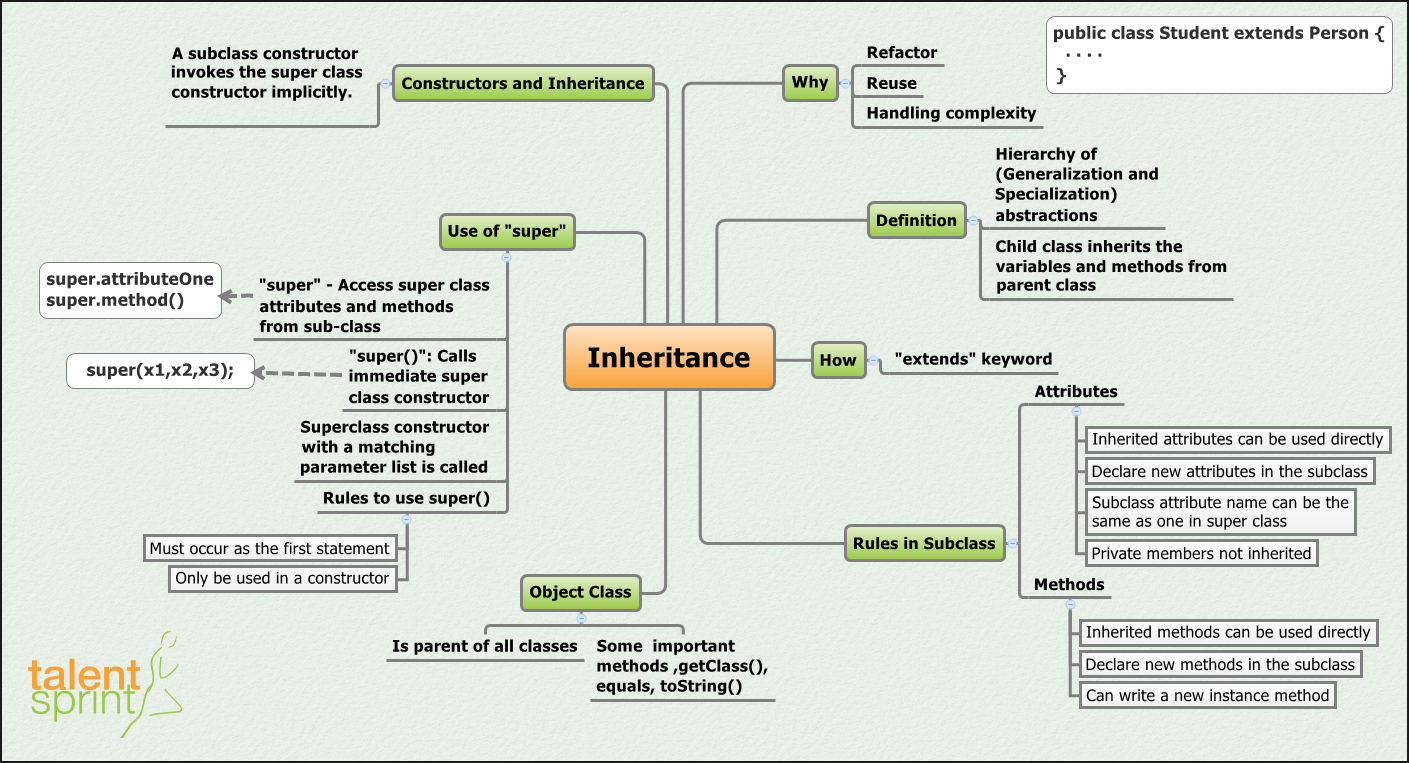 A subclass constructor
invokes the super class
constructor implicitly.
Constructors and Inheritance
Why
Refactor
Reuse
Handling complexity
public class Student extends Person {
....
}
Definition
Hierarchy of
(Generalization and
Specialization)
abstractions
Child class inherits the
variables and methods from
parent class
Use of "super"
"super" - Access super class
attributes and methods
from sub-class
super.attributeOne
super.method()
"super()": Calls
immediate super
class constructor
super(x1,x2,x3);
Superclass constructor
with a matching
parameter list is called
Rules to use super()
Must occur as the first statement
Only be used in a constructor
Inheritance
How
"extends" keyword
Rules in Subclass
Attributes
Inherited attributes can be used directly
Declare new attributes in the subclass
Subclass attribute name can be the
same as one in super class
Private members not inherited
Methods
Inherited methods can be used directly
Declare new methods in the subclass
Can write a new instance method
Object Class
Is parent of all classes
Some  important
methods ,getClass(),
equals, toString()
talent
sprint